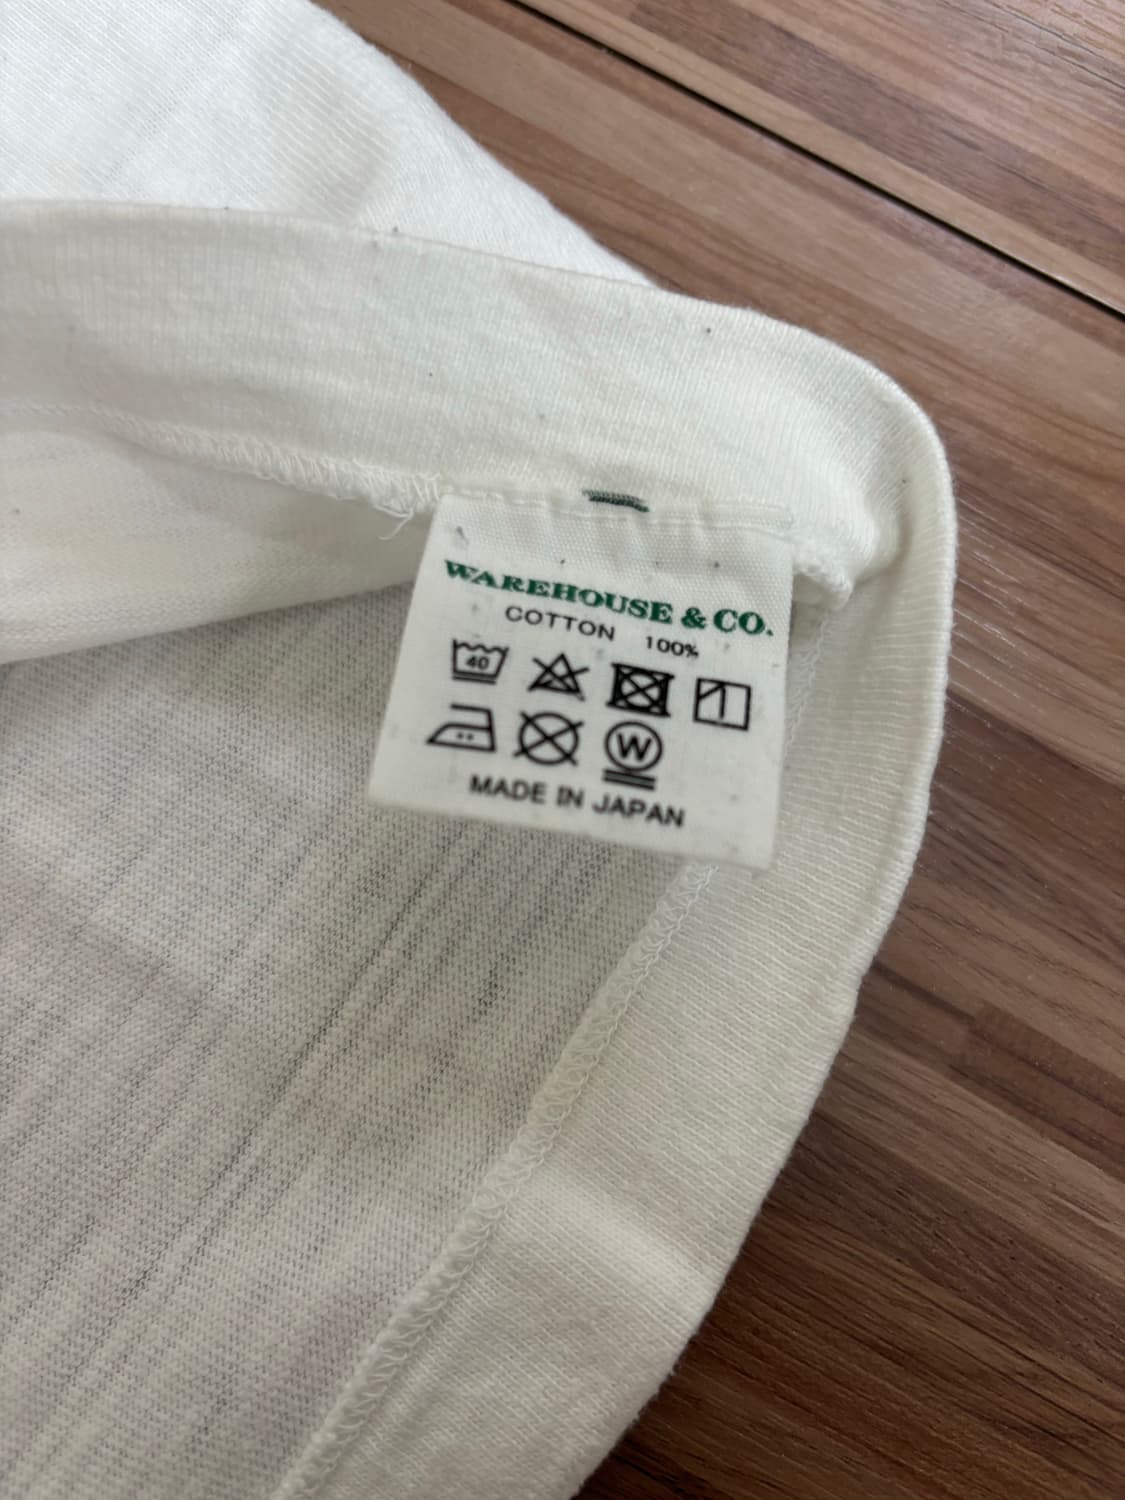 WAREHOUSE & CO.
COTTON 100%
40
W
MADE IN JAPAN